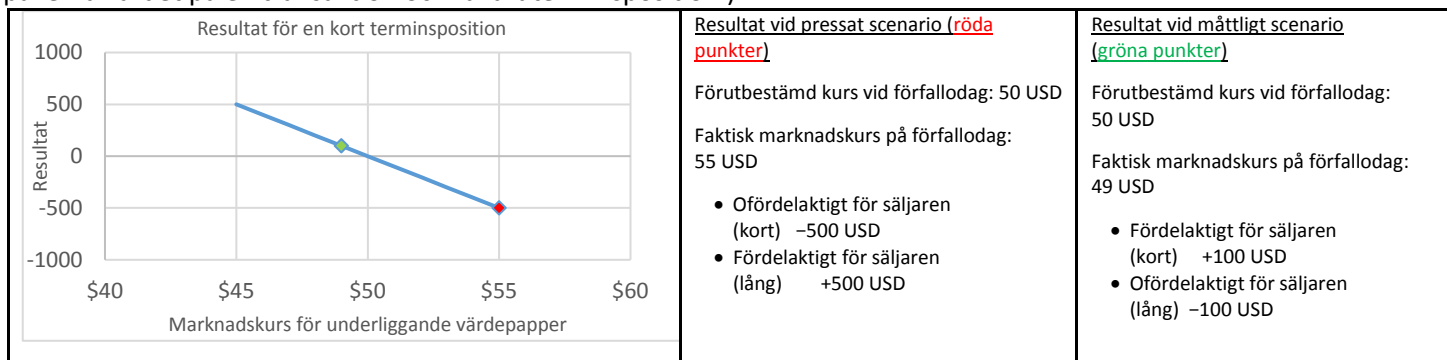 Resultat för en kort terminsposition
1000
500
0
-500
-1000
Resultat
$40 $45 $50 $55 $60
Marknadskurs för underliggande värdepapper
Resultat vid pressat scenario (röda
punkter)
Förutbestämd kurs vid förfallodag: 50 USD
Faktisk marknadskurs på förfallodag:
55 USD
• Ofördelaktigt för säljaren
(kort) −500 USD
• Fördelaktigt för säljaren
(lång) +500 USD
Resultat vid måttligt scenario
(gröna punkter)
Förutbestämd kurs vid förfallodag:
50 USD
Faktisk marknadskurs på förfallodag:
49 USD
• Fördelaktigt för säljaren
(kort) +100 USD
• Ofördelaktigt för säljaren
(lång) −100 USD